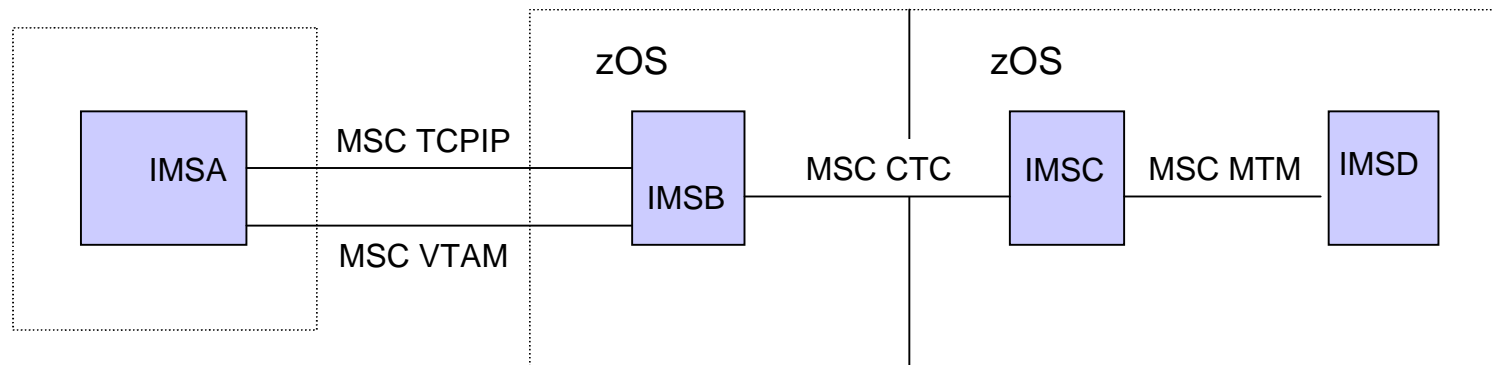 zOS
zOS
MSC TCPIP
IMSA
IMSB
MSC VTAM
MSC CTC
IMSC
MSC MTM
IMSD